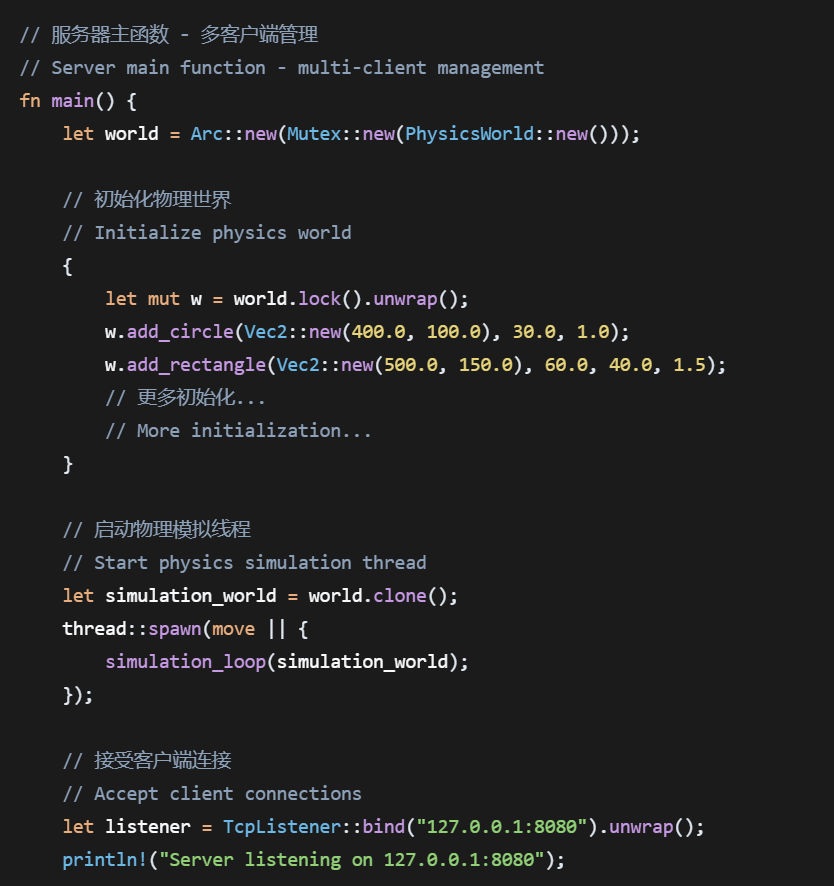 // 服务器主函数 - 多客户端管理
// Server main function - multi-client management
fn main() {
    let world = Arc::new(Mutex::new(PhysicsWorld::new()));

    // 初始化物理世界
    // Initialize physics world
    {
        let mut w = world.lock().unwrap();
        w.add_circle(Vec2::new(400.0, 100.0), 30.0, 1.0);
        w.add_rectangle(Vec2::new(500.0, 150.0), 60.0, 40.0, 1.5);
        // 更多初始化...
        // More initialization...
    }

    // 启动物理模拟线程
    // Start physics simulation thread
    let simulation_world = world.clone();
    thread::spawn(move || {
        simulation_loop(simulation_world);
    });

    // 接受客户端连接
    // Accept client connections
    let listener = TcpListener::bind("127.0.0.1:8080").unwrap();
    println!("Server listening on 127.0.0.1:8080");